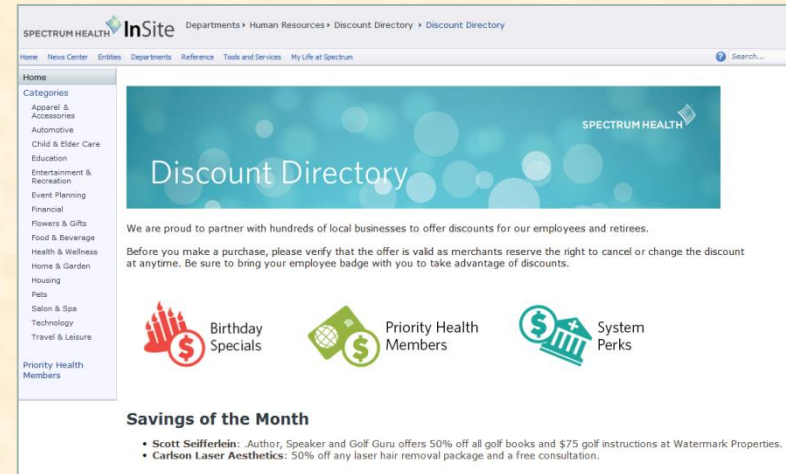 SPECTRUM HEALTH InSite Departments › Human Resources › Discount Directory › Discount Directory
Home News Center Entities Departments Reference Tools and Services My Life at Spectrum
Search...
Home
Categories
Apparel &
Accessories
Automotive
Child & Elder Care
Education
Entertainment &
Recreation
Event Planning
Financial
Flowers & Gifts
Food & Beverage
Health & Wellness
Home & Garden
Housing
Pets
Salon & Spa
Technology
Travel & Leisure
Priority Health
Members
SPECTRUM HEALTH
Discount Directory
We are proud to partner with hundreds of local businesses to offer discounts for our employees and retirees.
Before you make a purchase, please verify that the offer is valid as merchants reserve the right to cancel or change the discount
at anytime. Be sure to bring your employee badge with you to take advantage of discounts.
Birthday
Specials
Priority Health
Members
System
Perks
Savings of the Month
• Scott Seifferlein: .Author, Speaker and Golf Guru offers 50% off all golf books and $75 golf instructions at Watermark Properties.
• Carlson Laser Aesthetics: 50% off any laser hair removal package and a free consultation.